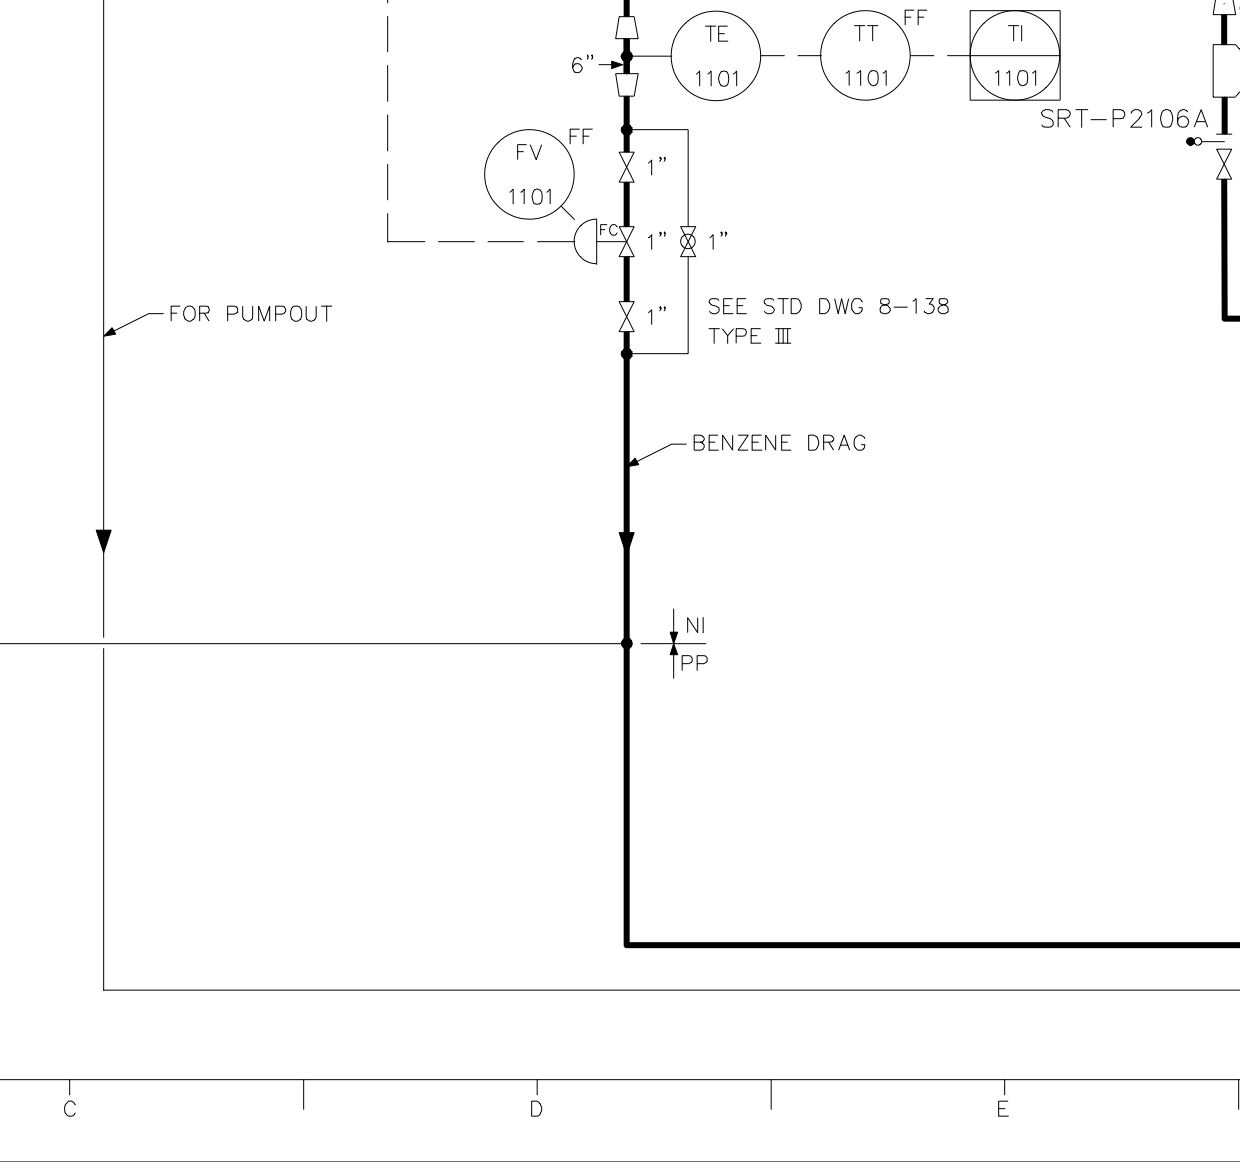 TE
1101
TT
1101
FF
TI
1101
6”
SRT–P2106A
FV
1101
FF
1”
FC
1”
1”
1”
SEE STD DWG 8–138
TYPE III
FOR PUMPOUT
BENZENE DRAG
NI
PP
C
D
E